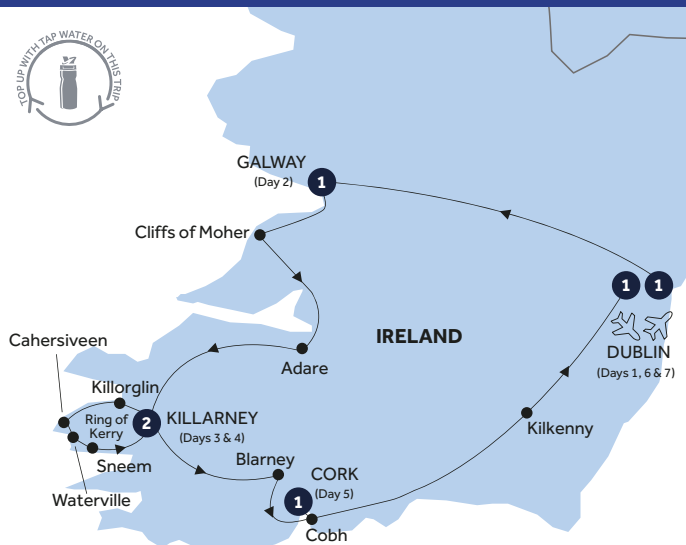 TOP UP WITH TAP WATER ON THIS TRIP
GALWAY
(Day 2)
1
Cliffs of Moher
1
1
IRELAND
DUBLIN
(Days 1, 6 & 7)
Adare
Cahersiveen
Killorglin
Ring of
Kerry
2
KILLARNEY
(Days 3 & 4)
Sneem
Waterville
Kilkenny
Blarney
CORK
(Day 5)
1
Cobh